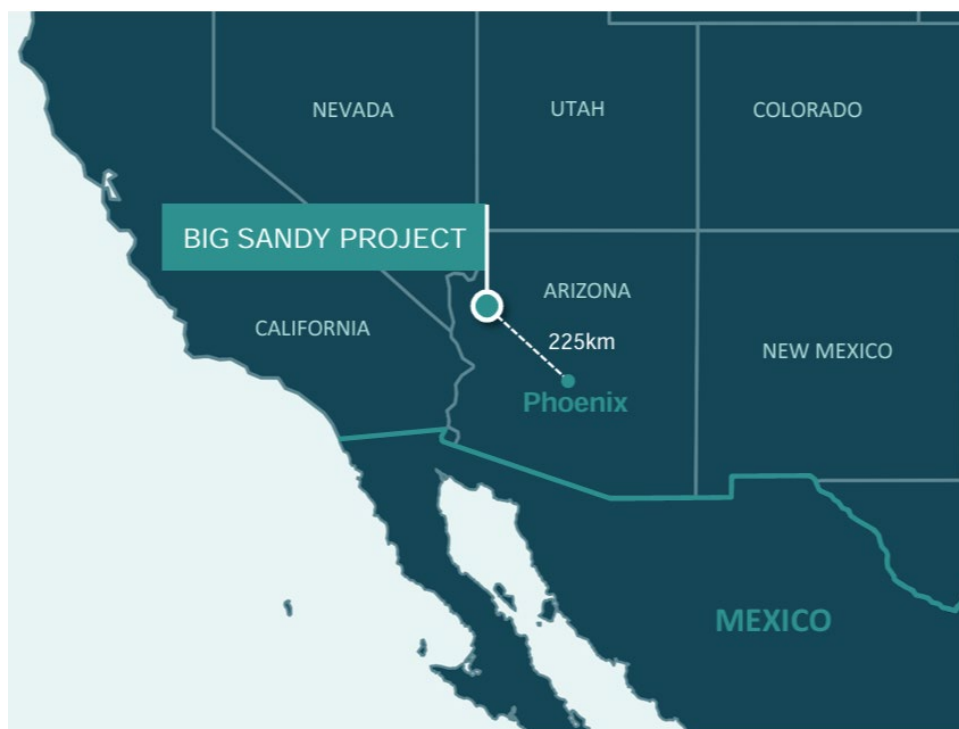 NEVADA
UTAH
COLORADO
BIG SANDY PROJECT
ARIZONA
CALIFORNIA
225km
NEW MEXICO
Phoenix
MEXICO